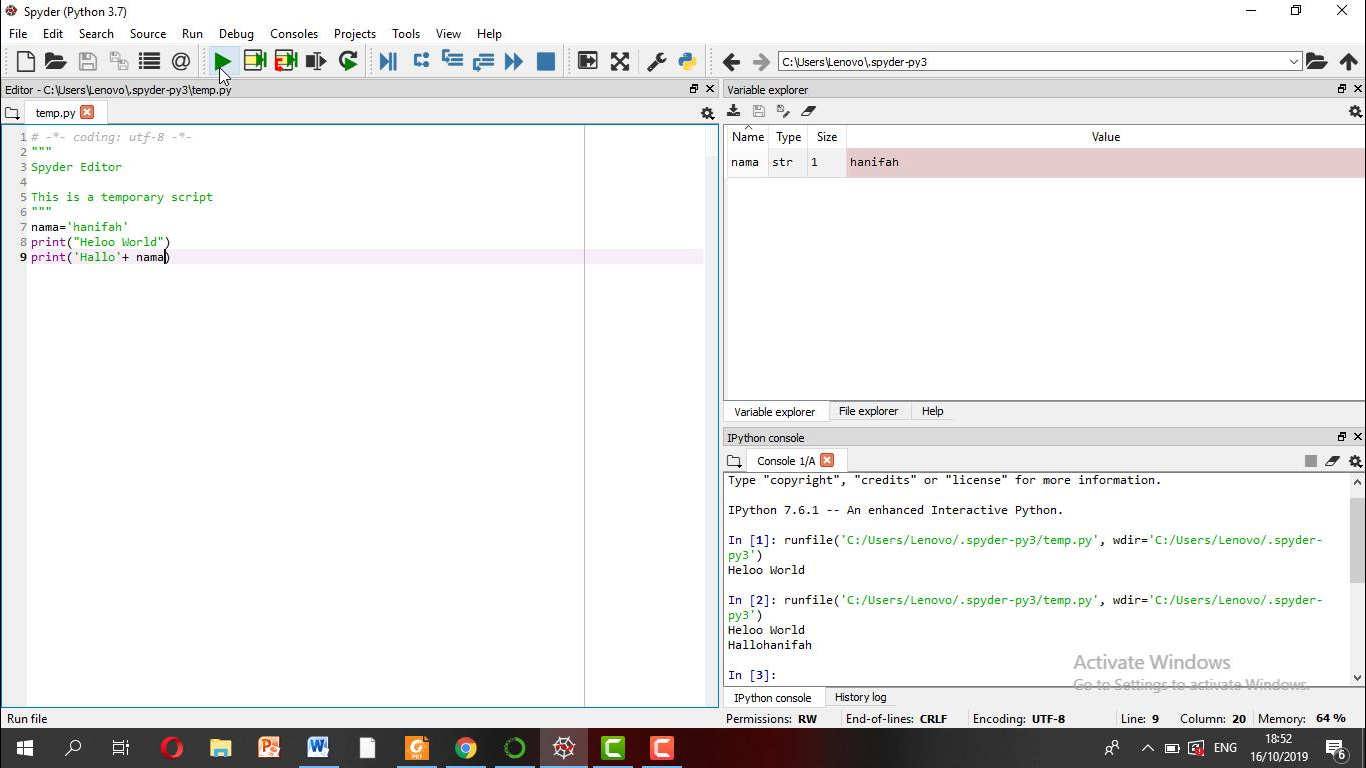 Spyder (Python 3.7)
File Edit Search Source Run Debug Consoles Projects Tools View Help
C:\Users\Lenovo\.spyder-py3
Editor - C:\Users\Lenovo\.spyder-py3\temp.py
temp.py
1 # -*- coding: utf-8 -*-
2 """
3 Spyder Editor
4
5 This is a temporary script
6 """
7 nama='hanifah'
8 print("Heloo World")
9 print('Hallo'+ nama)
Variable explorer
Name Type Size Value
nama str 1 hanifah
Variable explorer File explorer Help
IPython console
Console 1/A
Type "copyright", "credits" or "license" for more information.
IPython 7.6.1 -- An enhanced Interactive Python.
In [1]: runfile('C:/Users/Lenovo/.spyder-py3/temp.py', wdir='C:/Users/Lenovo/.spyder-
py3')
Heloo World
In [2]: runfile('C:/Users/Lenovo/.spyder-py3/temp.py', wdir='C:/Users/Lenovo/.spyder-
py3')
Heloo World
Hallohanifah
In [3]:
Activate Windows
Go to Settings to activate Windows.
IPython console History log
Run file
Permissions: RW End-of-lines: CRLF Encoding: UTF-8 Line: 9 Column: 20 Memory: 64 %
ENG
18:52
16/10/2019
6